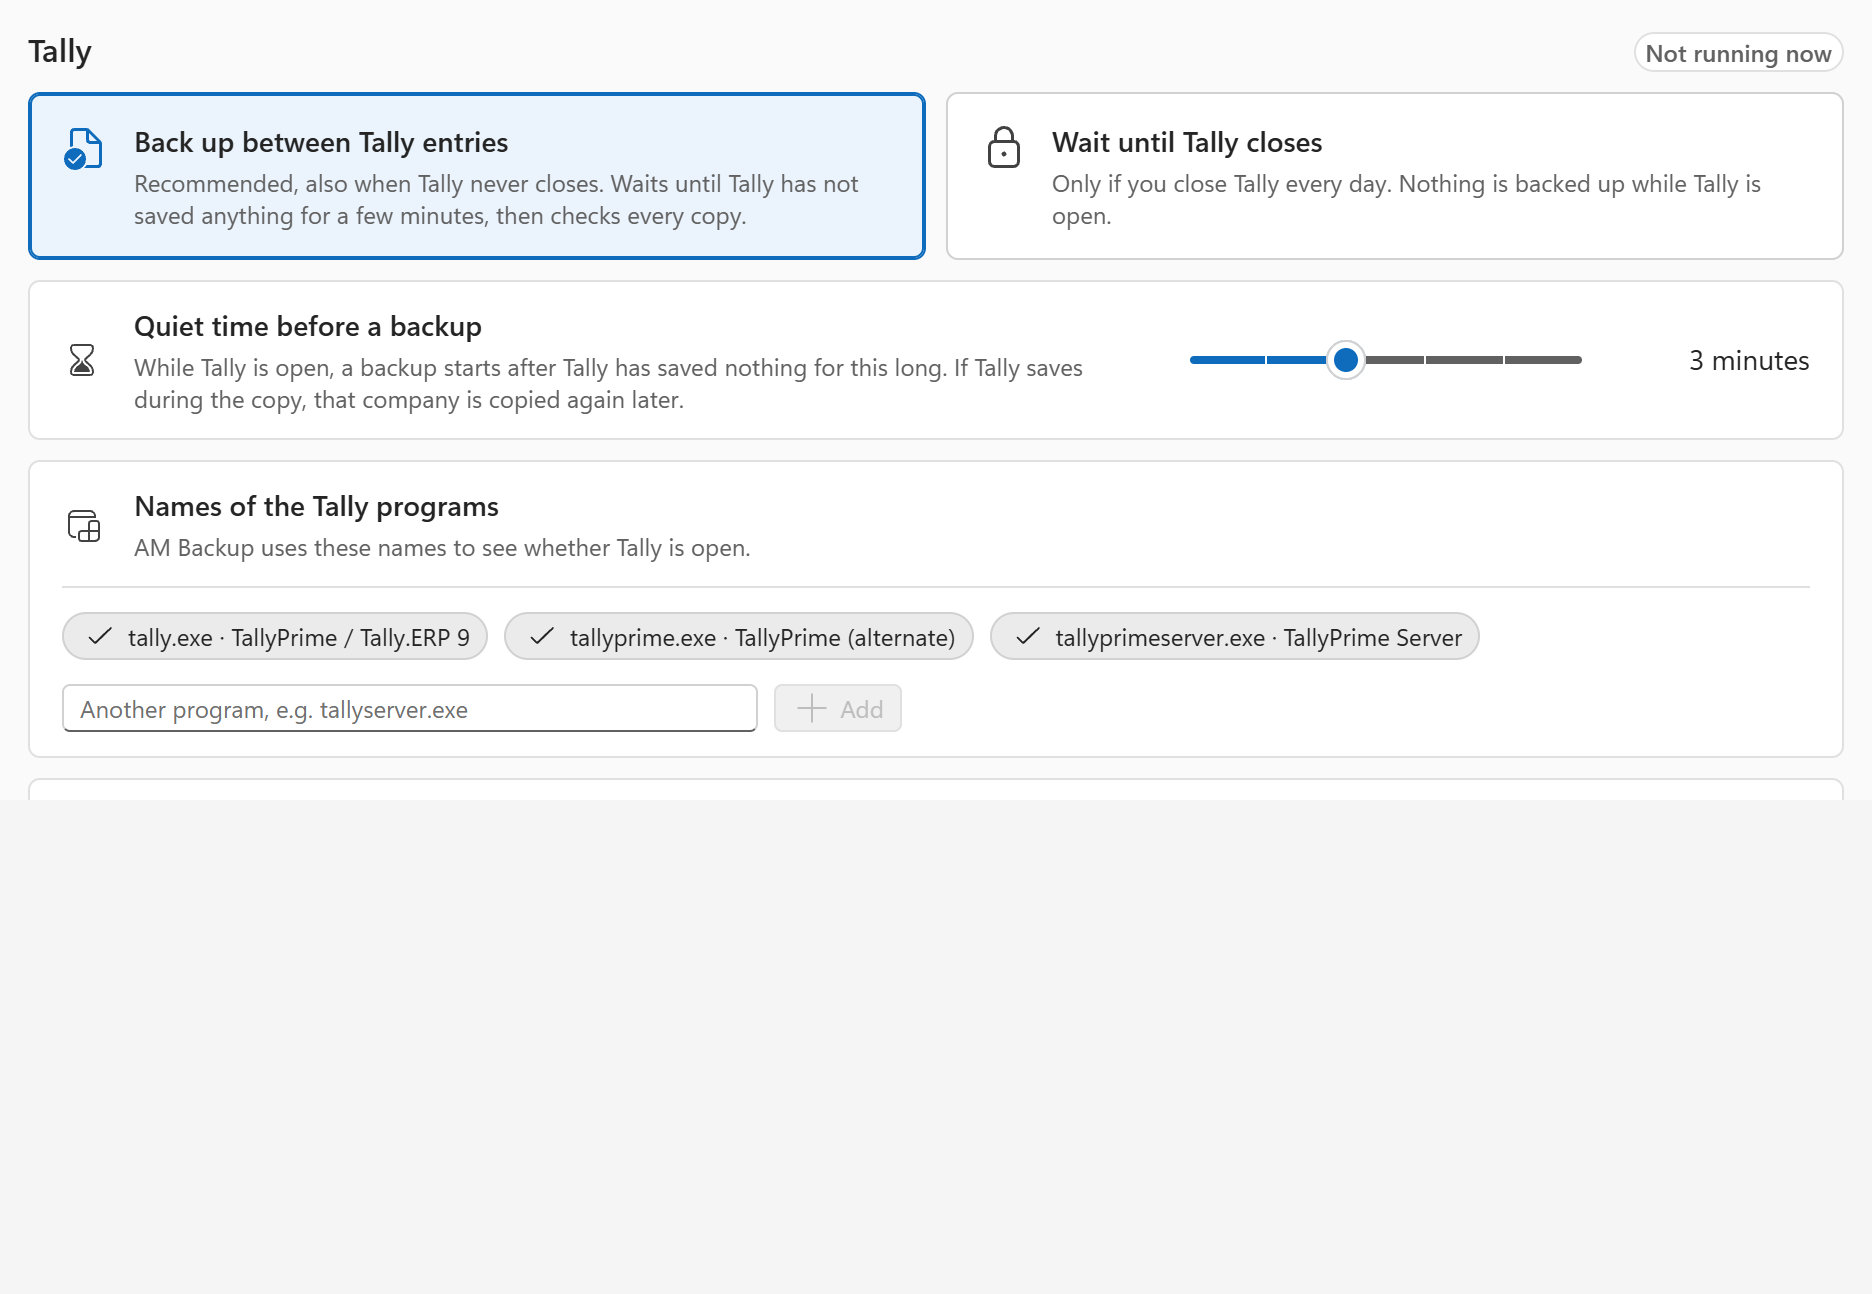 Tally
Not running now
Back up between Tally entries
Recommended, also when Tally never closes. Waits until Tally has not
saved anything for a few minutes, then checks every copy.
Wait until Tally closes
Only if you close Tally every day. Nothing is backed up while Tally is
open.
Quiet time before a backup
While Tally is open, a backup starts after Tally has saved nothing for this long. If Tally saves
during the copy, that company is copied again later.
3 minutes
Names of the Tally programs
AM Backup uses these names to see whether Tally is open.
tally.exe · TallyPrime / Tally.ERP 9
tallyprime.exe · TallyPrime (alternate)
tallyprimeserver.exe · TallyPrime Server
Another program, e.g. tallyserver.exe
Add